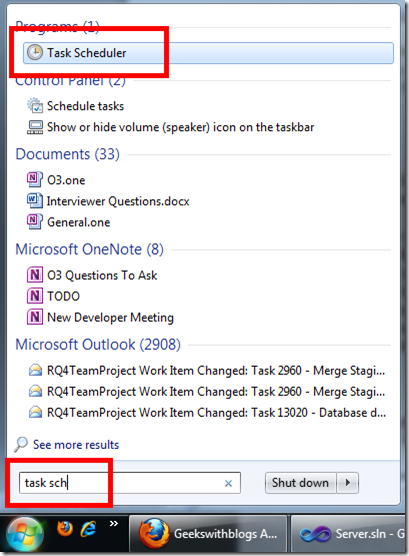 Programs (1)
Task Scheduler
Control Panel (2)
Schedule tasks
Show or hide volume (speaker) icon on the taskbar
Documents (33)
O3.one
Interviewer Questions.docx
General.one
Microsoft OneNote (8)
O3 Questions To Ask
TODO
New Developer Meeting
Microsoft Outlook (2908)
RQ4TeamProject Work Item Changed: Task 2960 - Merge Stagi...
RQ4TeamProject Work Item Changed: Task 2960 - Merge Stagi...
RQ4TeamProject Work Item Changed: Task 13020 - Database d...
See more results
task sch
Shut down
Geekswithblogs A...
Server.sln - G